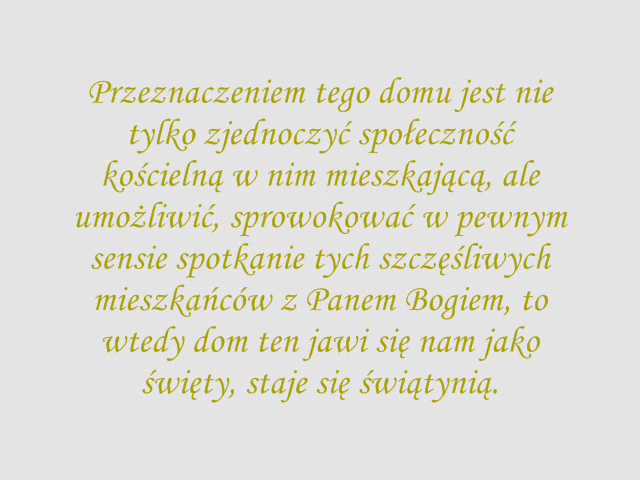 Przeznaczeniem tego domu jest nie
tylko zjednoczyć społeczność
kościelną w nim mieszkającą, ale
umożliwić, sprowokować w pewnym
sensie spotkanie tych szczęśliwych
mieszkańców z Panem Bogiem, to
wtedy dom ten jawi się nam jako
święty, staje się świątynią.